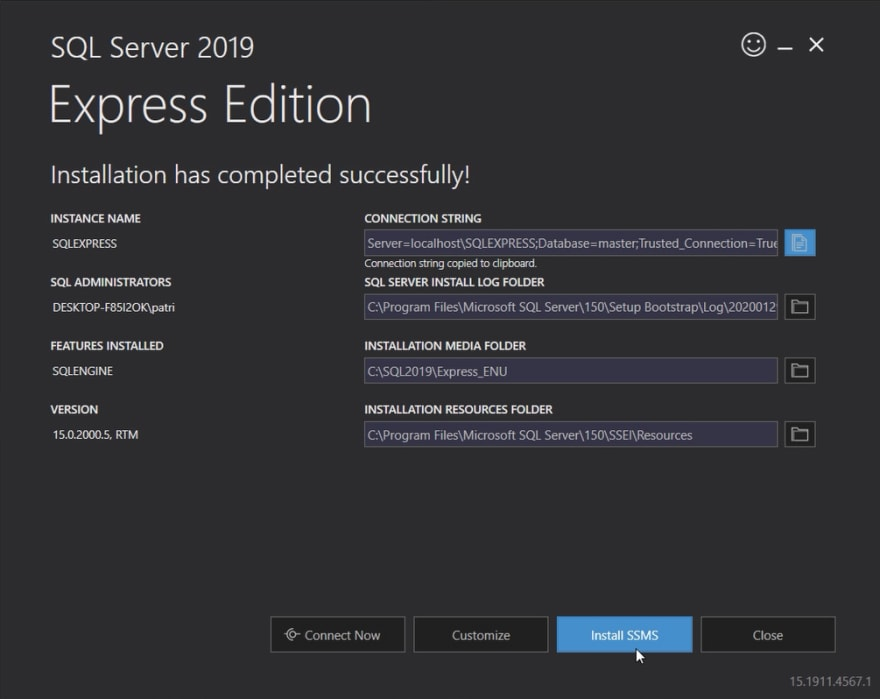 SQL Server 2019
Express Edition
Installation has completed successfully!
INSTANCE NAME
SQLEXPRESS
CONNECTION STRING
Server=localhost\SQLEXPRESS;Database=master;Trusted_Connection=True
Connection string copied to clipboard.
SQL ADMINISTRATORS
DESKTOP-F85I2OK\patri
SQL SERVER INSTALL LOG FOLDER
C:\Program Files\Microsoft SQL Server\150\Setup Bootstrap\Log\2020012
FEATURES INSTALLED
SQLENGINE
INSTALLATION MEDIA FOLDER
C:\SQL2019\Express_ENU
VERSION
15.0.2000.5, RTM
INSTALLATION RESOURCES FOLDER
C:\Program Files\Microsoft SQL Server\150\SSEI\Resources
Connect Now
Customize
Install SSMS
Close
15.1911.4567.1